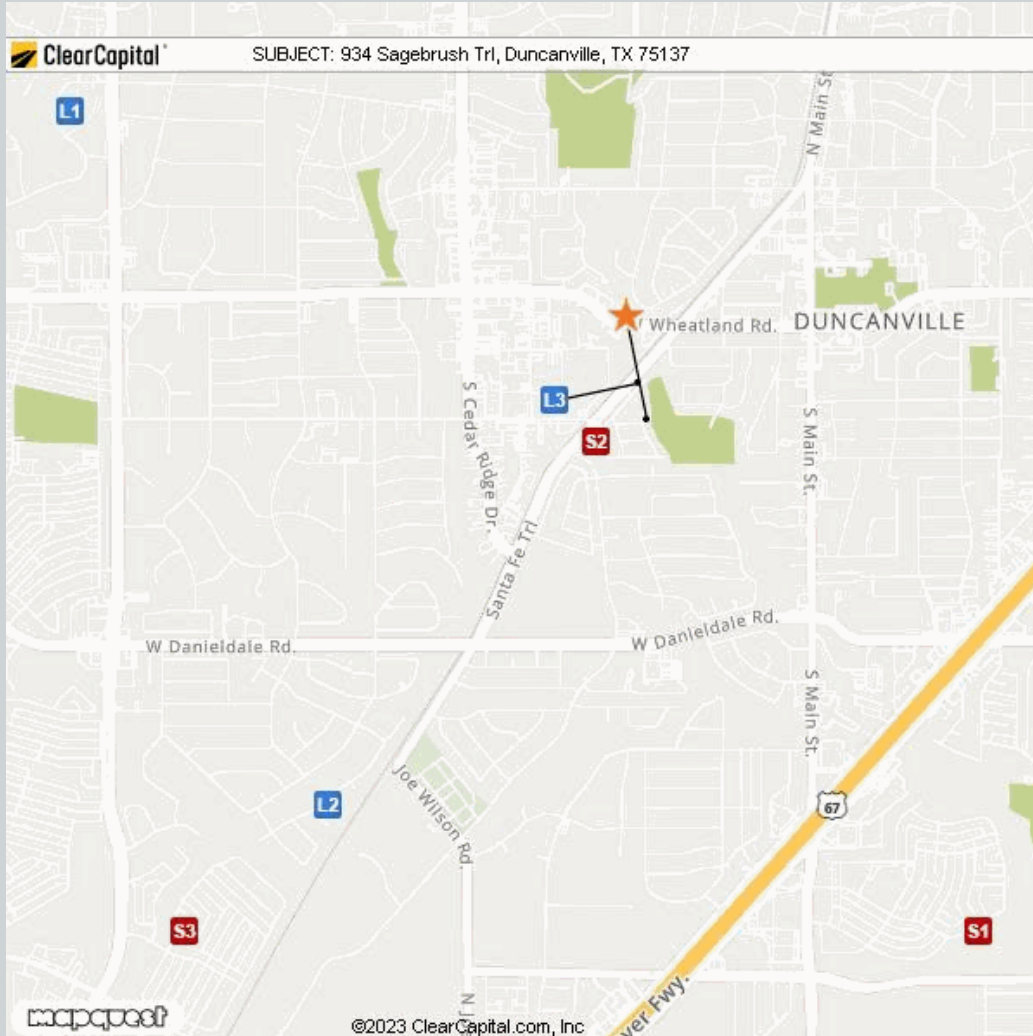 ClearCapital
SUBJECT: 934 Sagebrush Trl, Duncanville, TX 75137
L1
N Main St
Wheatland Rd.
DUNCANVILLE
L3
S2
S Cedar Ridge Dr.
S Main St.
Santa Fe Trl
W Danieldale Rd.
W Danieldale Rd.
S Main St.
L2
Joe Wilson Rd.
67
S3
S1
mapquest
©2023 ClearCapital.com, Inc
Fwy.